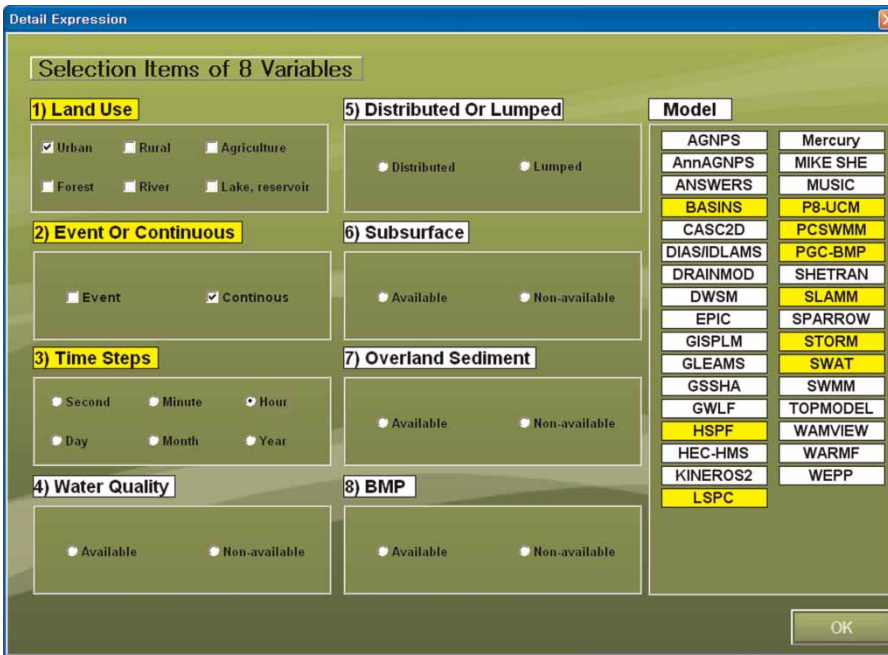 Detail Expression
Selection Items of 8 Variables
1) Land Use
Urban Rural Agriculture
Forest River Lake, reservoir
2) Event Or Continuous
Event Continous
3) Time Steps
Second Minute Hour
Day Month Year
4) Water Quality
Available Non-available
5) Distributed Or Lumped
Distributed Lumped
6) Subsurface
Available Non-available
7) Overland Sediment
Available Non-available
8) BMP
Available Non-available
Model
AGNPS Mercury
AnnAGNPS MIKE SHE
ANSWERS MUSIC
BASINS P8-UCM
CASC2D PCSWMM
DIAS/IDLAMS PGC-BMP
DRAINMOD SHETRAN
DWSM SLAMM
EPIC SPARROW
GISPLM STORM
GLEAMS SWAT
GSSHA SWMM
GWLF TOPMODEL
HSPF WAMVIEW
HEC-HMS WARMF
KINEROS2 WEPP
LSPC
OK